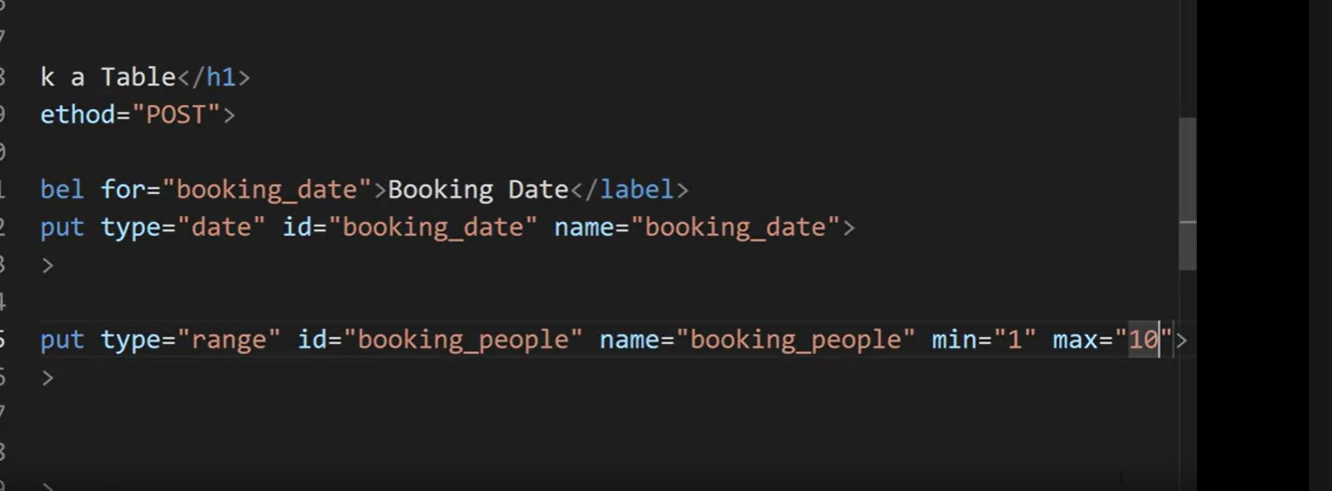 k a Table</h1>
ethod="POST">
bel for="booking_date">Booking Date</label>
put type="date" id="booking_date" name="booking_date">
>
put type="range" id="booking_people" name="booking_people" min="1" max="10">
>
>